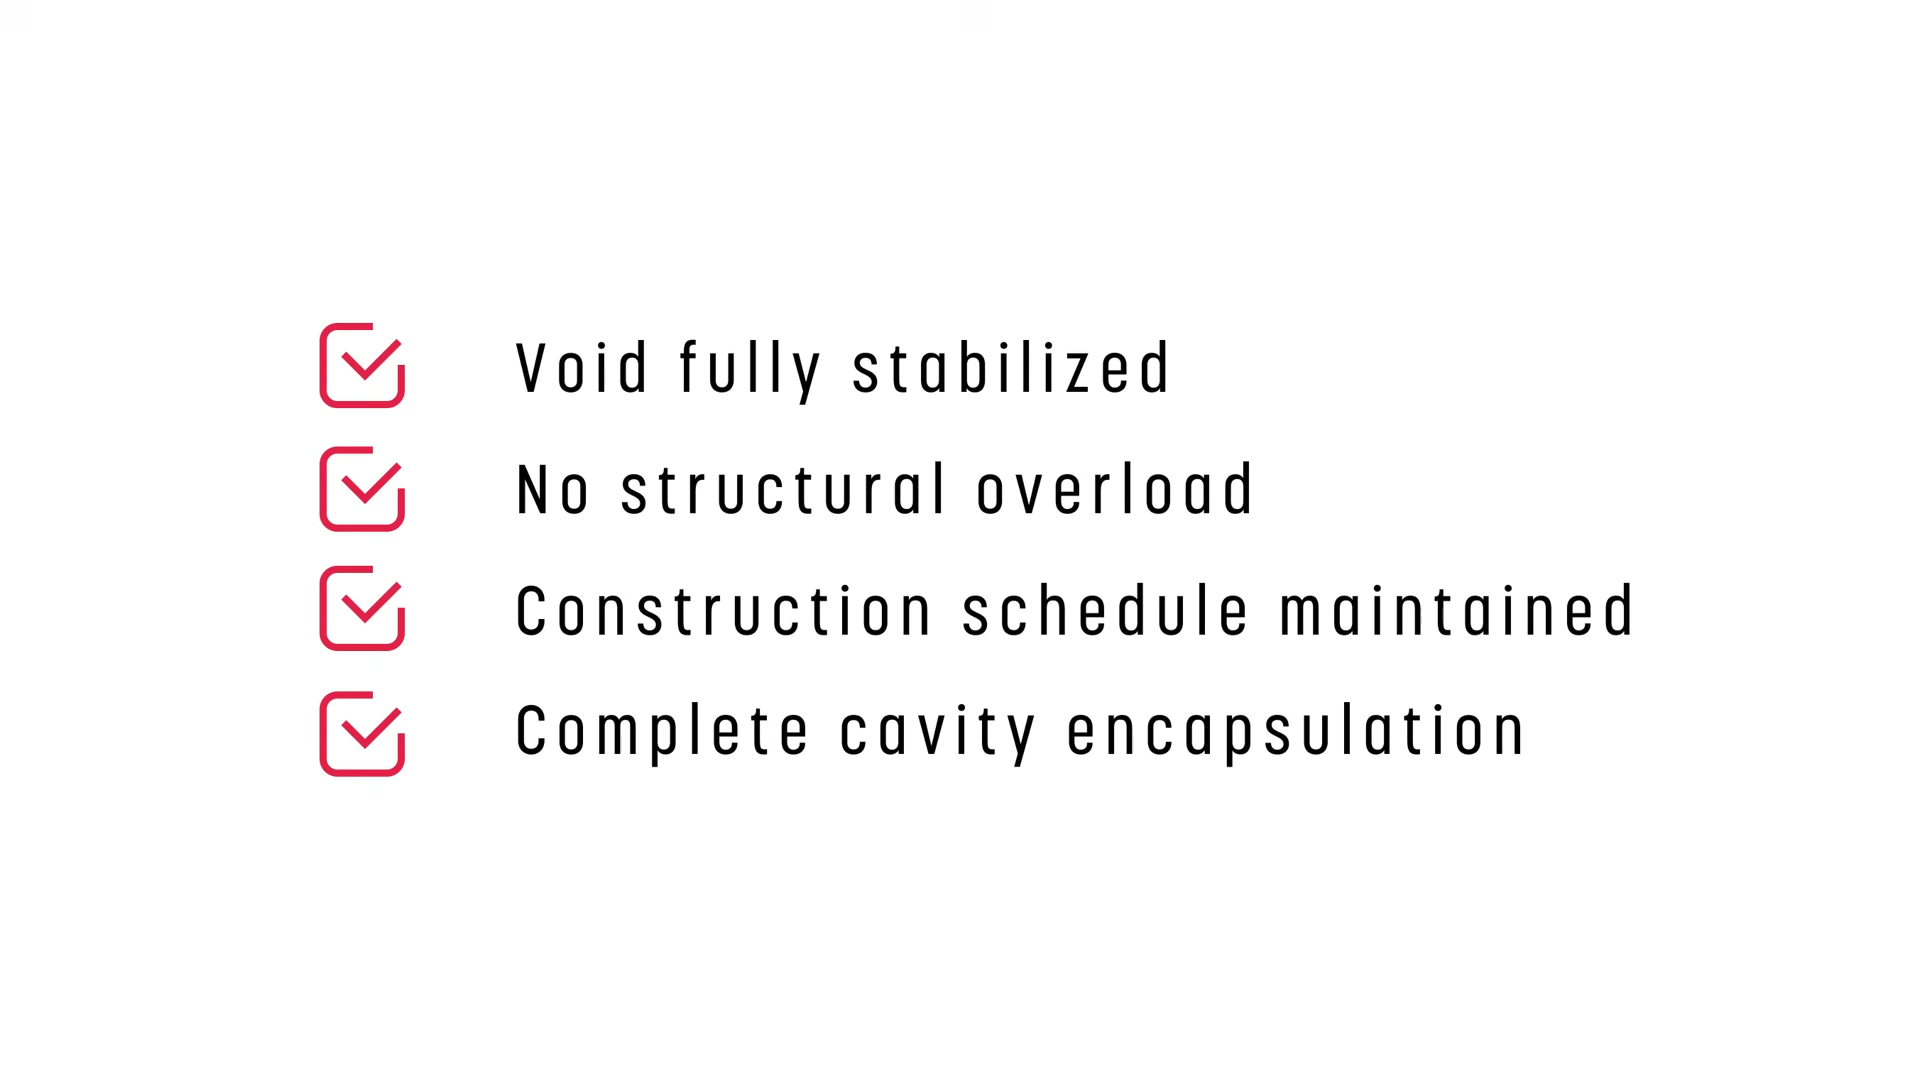 Void fully stabilized
No structural overload
Construction schedule maintained
Complete cavity encapsulation